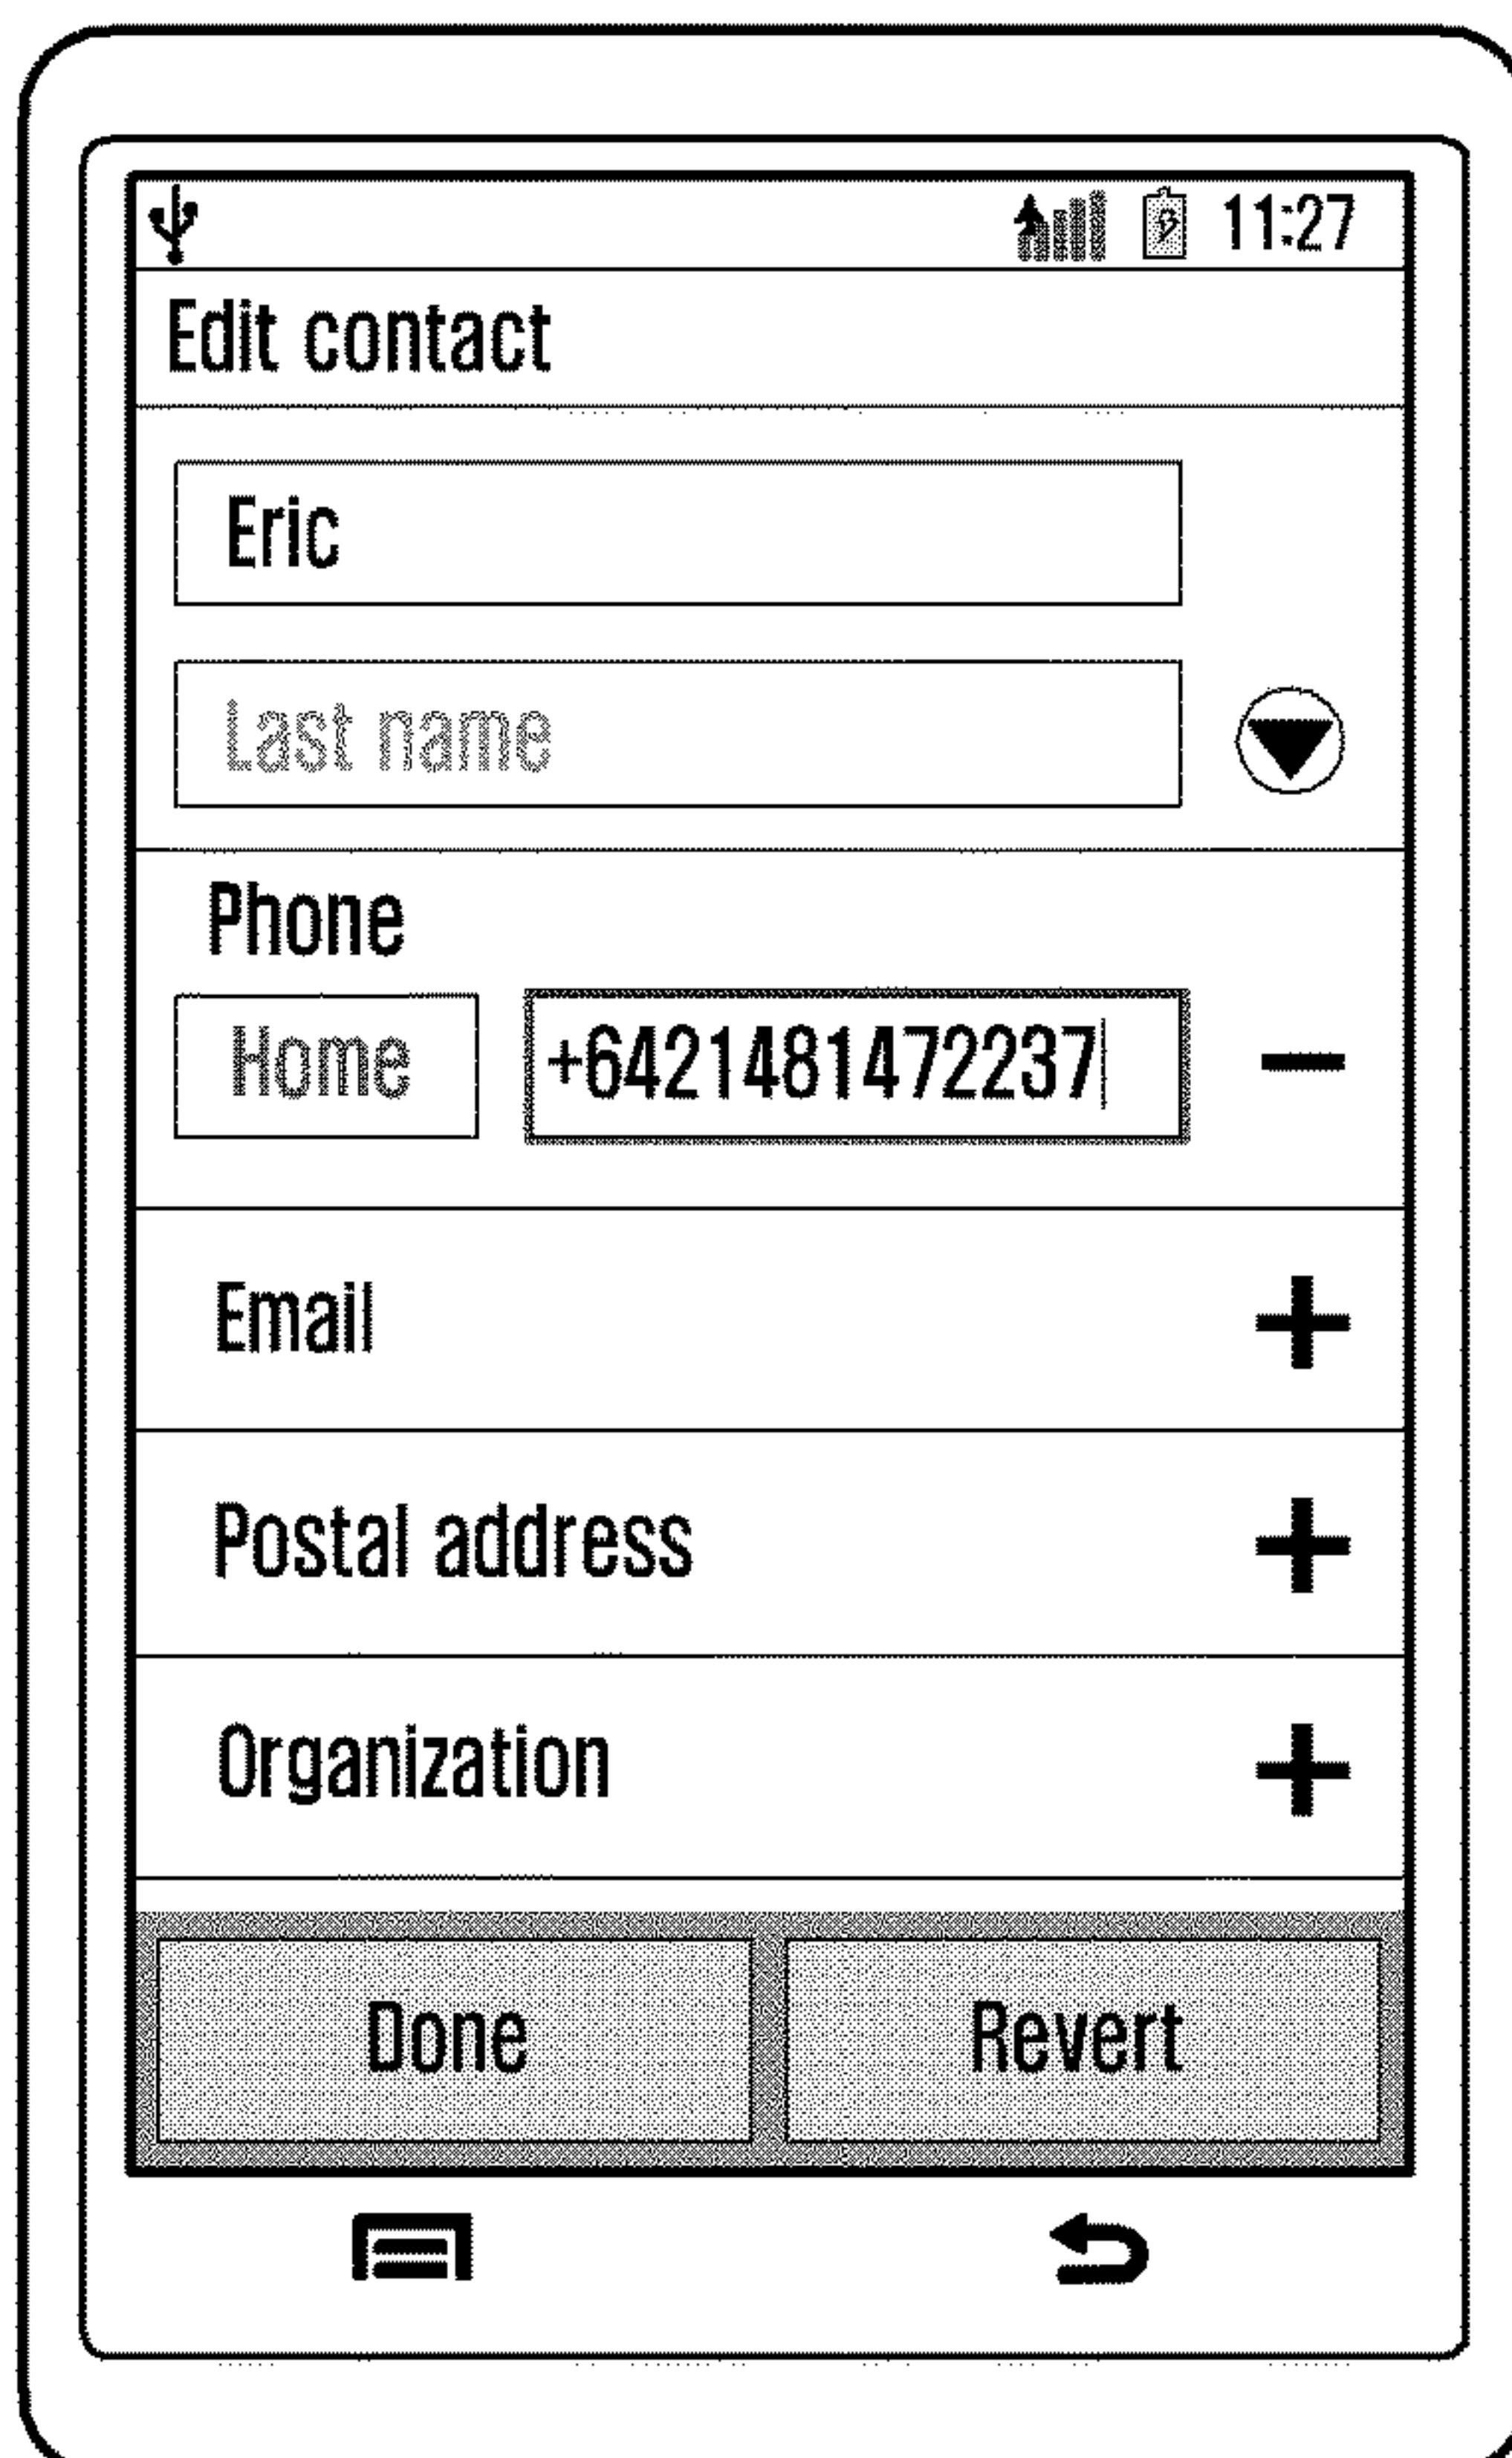 11:27
Edit contact
Eric
Last name
Phone
Home +6421481472237
Email
Postal address
Organization
Done Revert